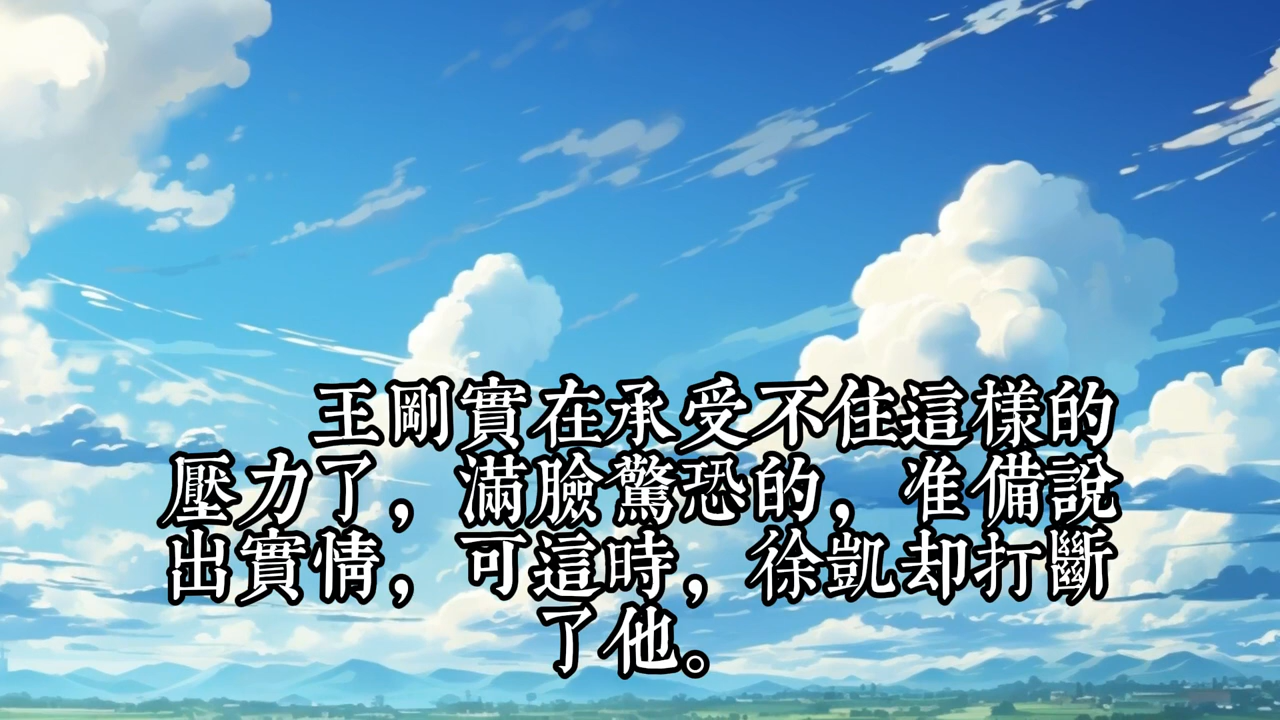 王剛實在承受不住這樣的
壓力了，滿臉驚恐的，准備說
出實情，可這時，徐凱却打斷
了他。